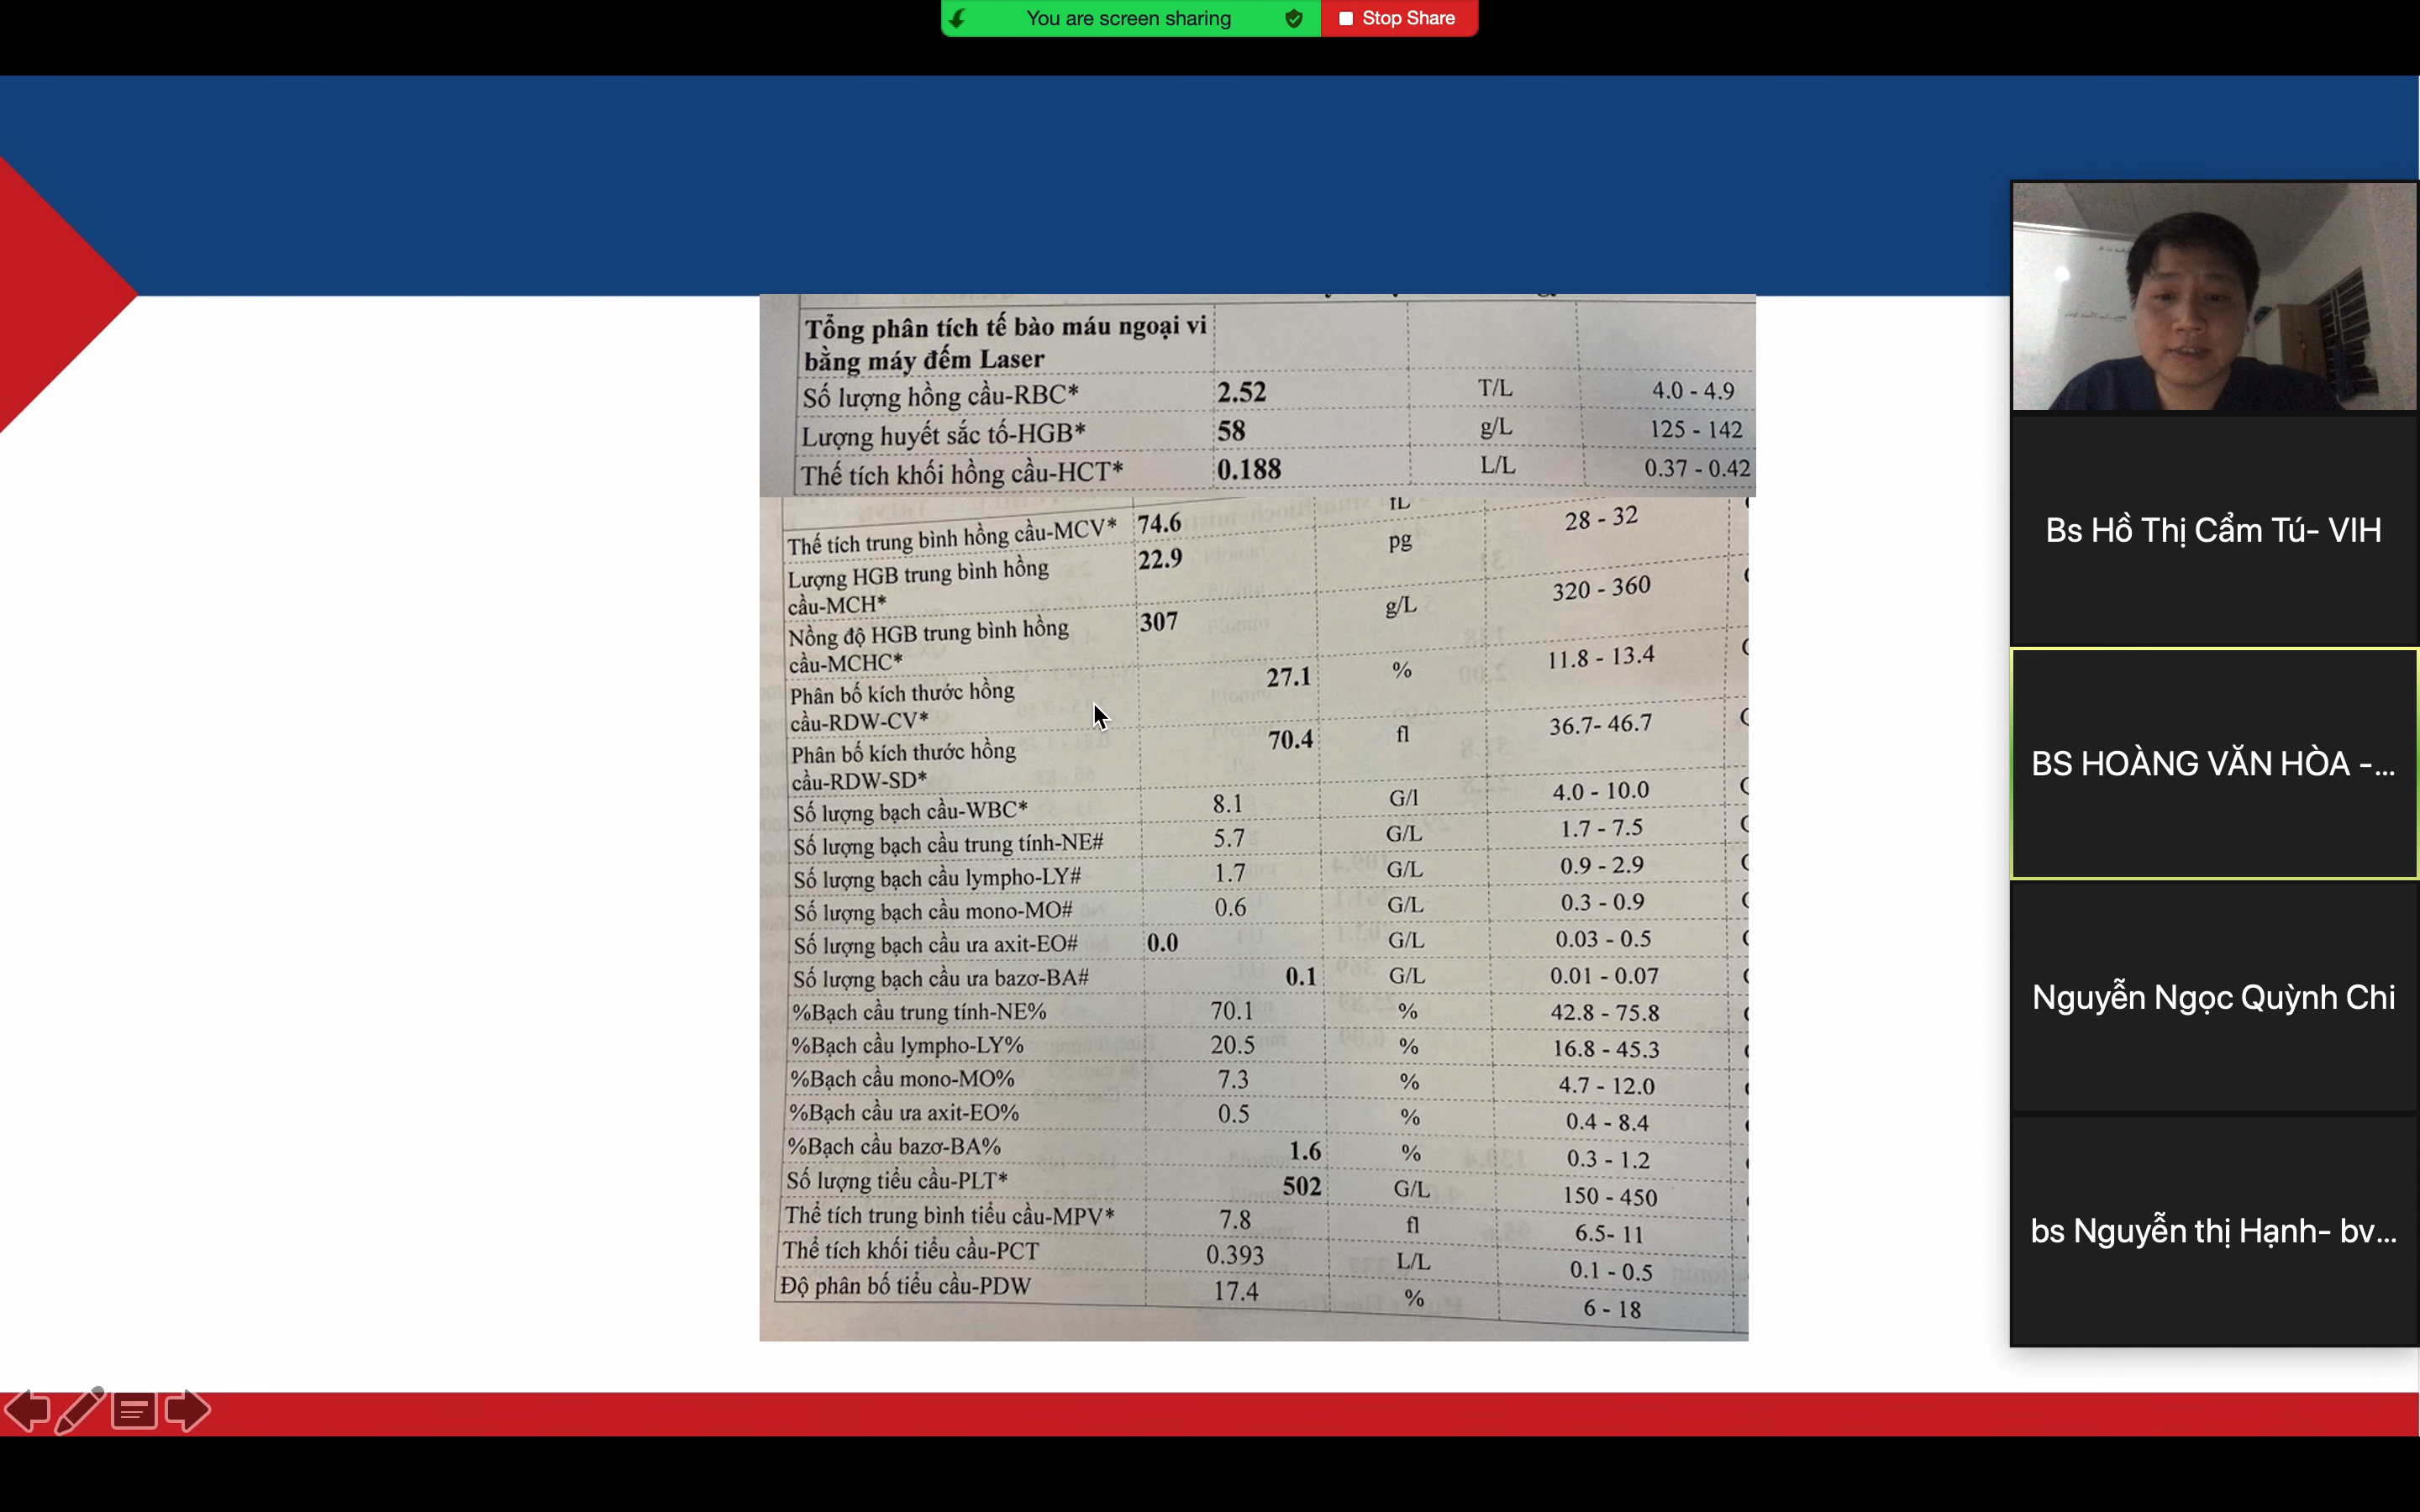 You are screen sharing
Stop Share
Tổng phân tích tế bào máu ngoại vi
bằng máy đếm Laser
Số lượng hồng cầu-RBC* 2.52 T/L 4.0 - 4.9
Lượng huyết sắc tố-HGB* 58 g/L 125 - 142
Thế tích khối hồng cầu-HCT* 0.188 L/L 0.37 - 0.42
Thế tích trung bình hồng cầu-MCV* 74.6 fL
Lượng HGB trung bình hồng 22.9 pg 28 - 32
cầu-MCH*
Nồng độ HGB trung bình hồng 307 g/L 320 - 360
cầu-MCHC*
Phân bố kích thước hồng 27.1 % 11.8 - 13.4
cầu-RDW-CV*
Phân bố kích thước hồng 70.4 fl 36.7- 46.7
cầu-RDW-SD*
Số lượng bạch cầu-WBC* 8.1 G/l 4.0 - 10.0
Số lượng bạch cầu trung tính-NE# 5.7 G/L 1.7 - 7.5
Số lượng bạch cầu lympho-LY# 1.7 G/L 0.9 - 2.9
Số lượng bạch cầu mono-MO# 0.6 G/L 0.3 - 0.9
Số lượng bạch cầu ưa axit-EO# 0.0 G/L 0.03 - 0.5
Số lượng bạch cầu ưa bazơ-BA# 0.1 G/L 0.01 - 0.07
%Bạch cầu trung tính-NE% 70.1 % 42.8 - 75.8
%Bạch cầu lympho-LY% 20.5 % 16.8 - 45.3
%Bạch cầu mono-MO% 7.3 % 4.7 - 12.0
%Bạch cầu ưa axit-EO% 0.5 % 0.4 - 8.4
%Bạch cầu bazơ-BA% 1.6 % 0.3 - 1.2
Số lượng tiểu cầu-PLT* 502 G/L 150 - 450
Thể tích trung bình tiểu cầu-MPV* 7.8 fl 6.5- 11
Thể tích khối tiểu cầu-PCT 0.393 L/L 0.1 - 0.5
Độ phân bố tiểu cầu-PDW 17.4 % 6 - 18
Bs Hồ Thị Cẩm Tú- VIH
BS HOÀNG VĂN HÒA -...
Nguyễn Ngọc Quỳnh Chi
bs Nguyễn thị Hạnh- bv...